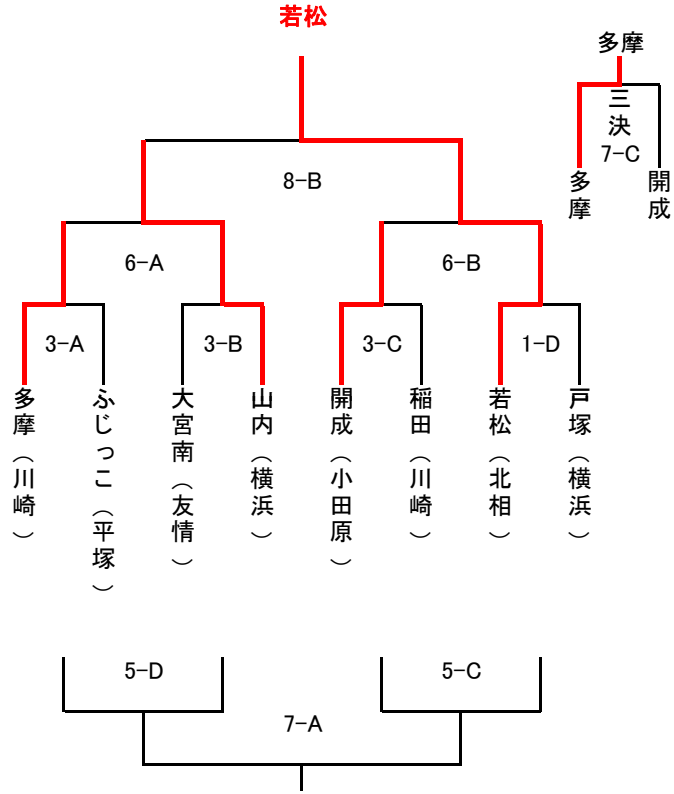 若松
多摩
三決
7-C
多摩
開成
8-B
6-A
6-B
3-A
3-B
3-C
1-D
多摩（川崎）
ふじっこ（平塚）
大宮南（友情）
山内（横浜）
開成（小田原）
稲田（川崎）
若松（北相）
戸塚（横浜）
5-D
5-C
7-A